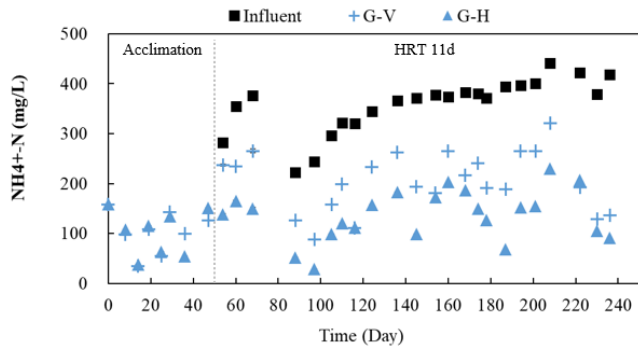 Influent G-V G-H
500
Acclimation HRT 11d
400
300
200
100
0
NH4+-N (mg/L)
0 20 40 60 80 100 120 140 160 180 200 220 240
Time (Day)